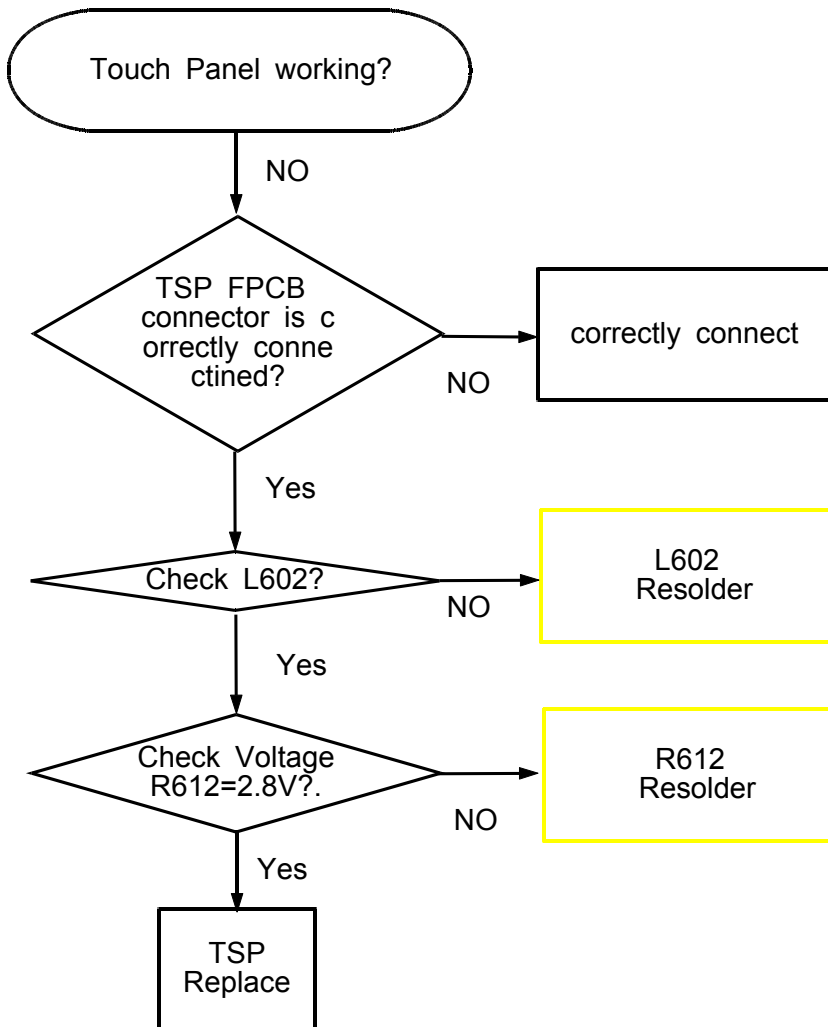 Touch Panel working?
NO
TSP FPCB
connector is c
orrectly conne
ctined?
NO
correctly connect
Yes
Check L602?
NO
L602
Resolder
Yes
Check Voltage
R612=2.8V?.
NO
R612
Resolder
Yes
TSP
Replace